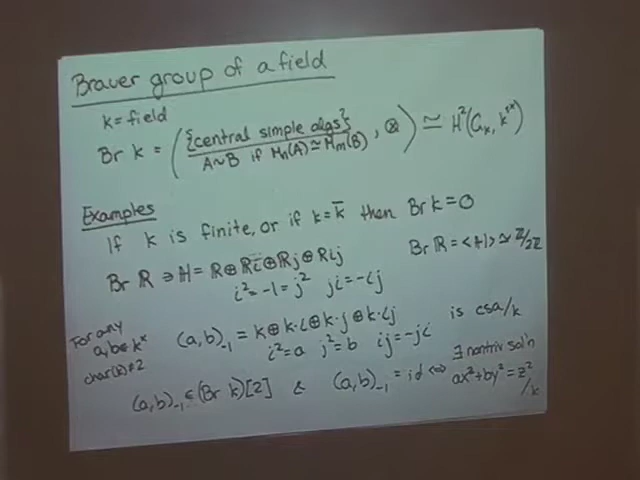 Brauer group of a field
k = field
Br k = ( {central simple algs} / A~B if Mn(A)≅Mm(B) , ⊗ ) ≅ H²(G_k, k^s×)
Examples
If k is finite, or if k = k̄ then Br k = 0
Br ℝ ∋ ℍ = ℝ⊕ℝi⊕ℝj⊕ℝij Br ℝ = <ℍ> ≃ ℤ/2ℤ
i² = -1 = j² ji = -ij
For any a,b∈k^× char(k)≠2
(a,b)₋₁ = k⊕k·i⊕k·j⊕k·ij is csa/k
i²=a j²=b ij=-ji
(a,b)₋₁ ∈ (Br k)[2] & (a,b)₋₁ = id ⇔ ∃ nontriv sol'n ax²+by²=z² /k